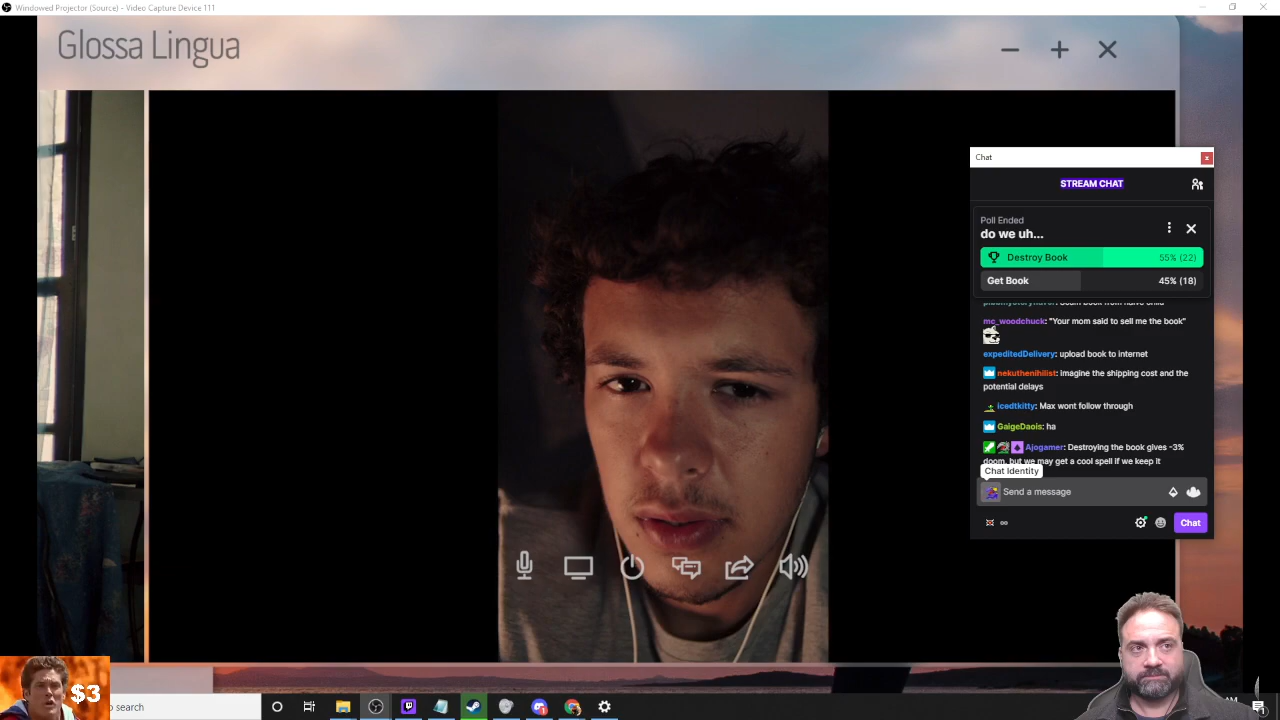 Windowed Projector (Source) - Video Capture Device 111
Glossa Lingua
Chat
STREAM CHAT
Poll Ended
do we uh...
Destroy Book 55% (22)
Get Book 45% (18)
mc_woodchuck: "Your mom said to sell me the book"
expeditedDelivery: upload book to internet
nekuthenihilist: Imagine the shipping cost and the
potential delays
icedtkitty: Max wont follow through
GaigeDaois: ha
Ajogamer: Destroying the book gives -3%
doom, but we may get a cool spell if we keep it
Chat Identity
Send a message
Chat
$3
o search